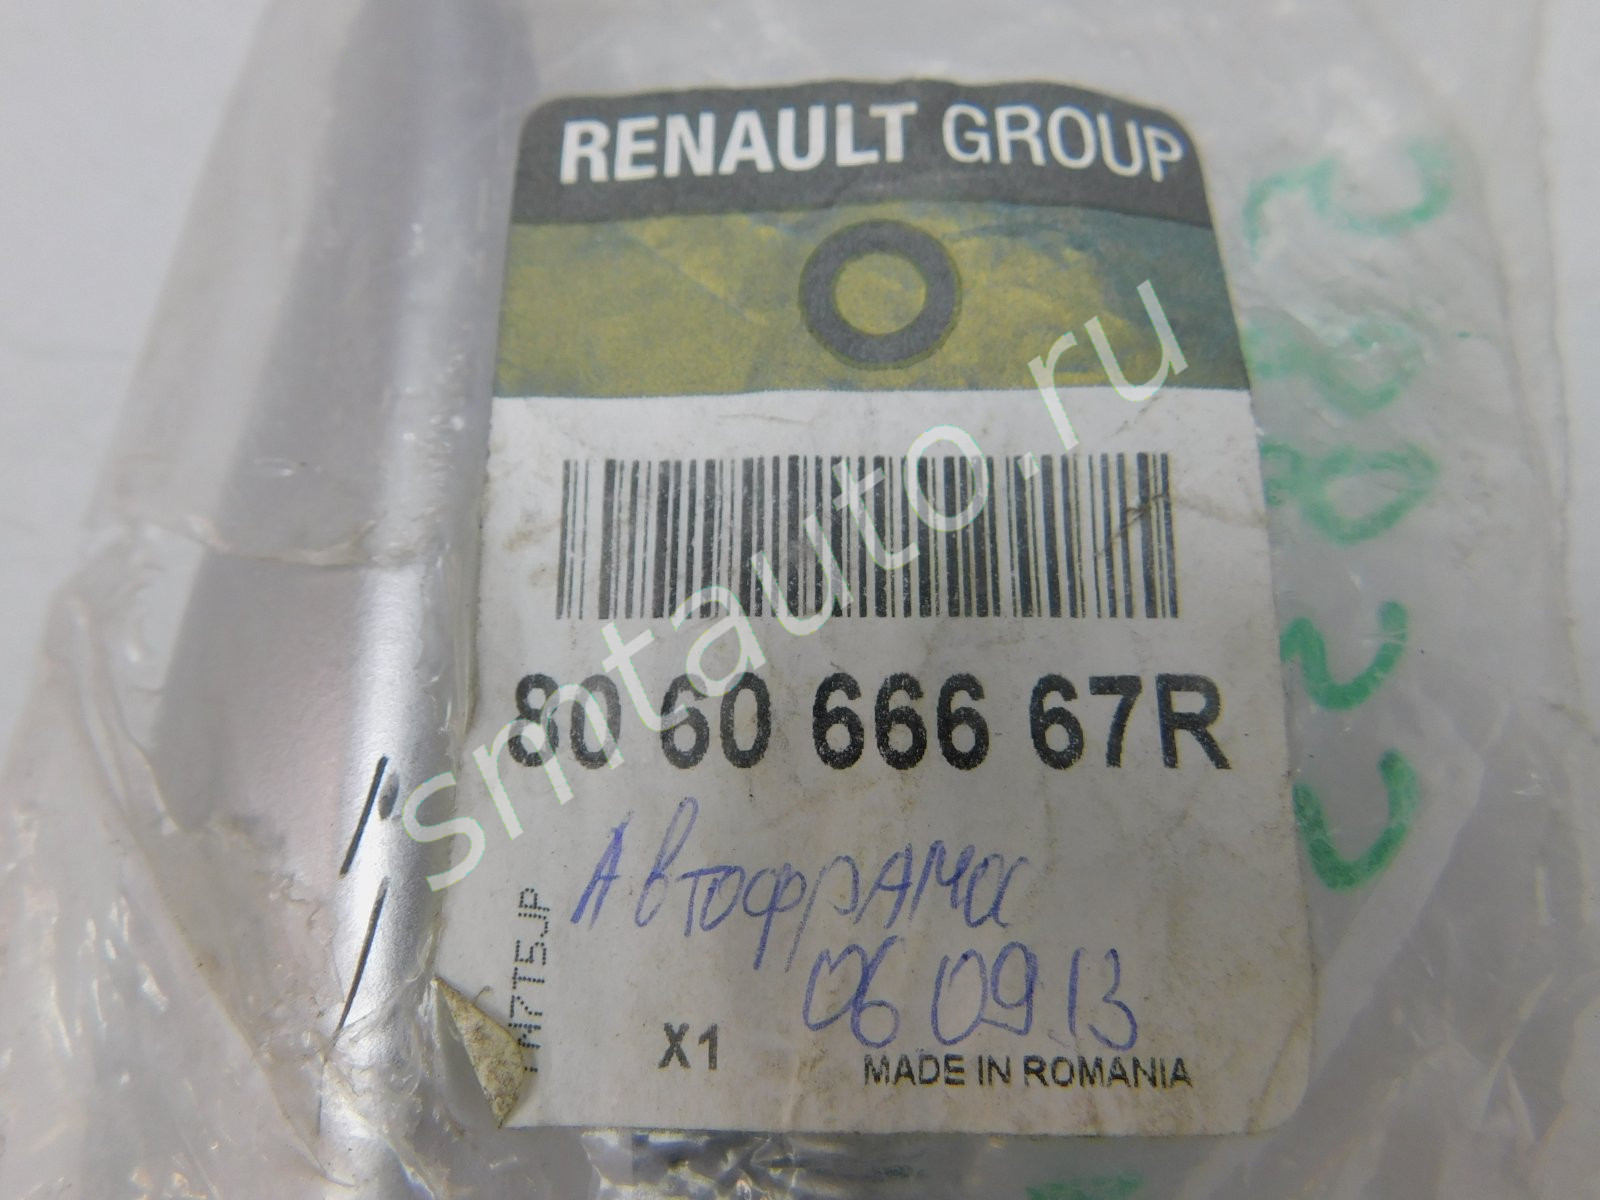 RENAULT GROUP
80 60 666 67R
Автофрамос
06 09 13
X1
MADE IN ROMANIA
smtauto.ru